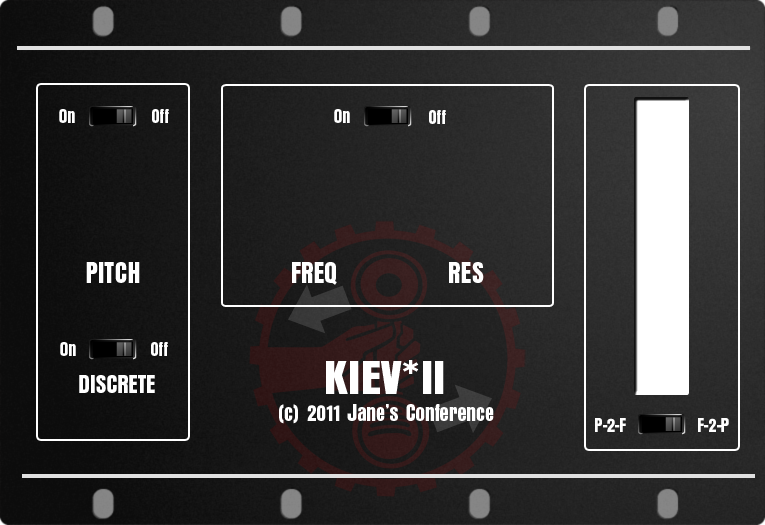 On Off
PITCH
On Off
DISCRETE
On Off
FREQ RES
KIEV*II
(c) 2011 Jane's Conference
P-2-F F-2-P